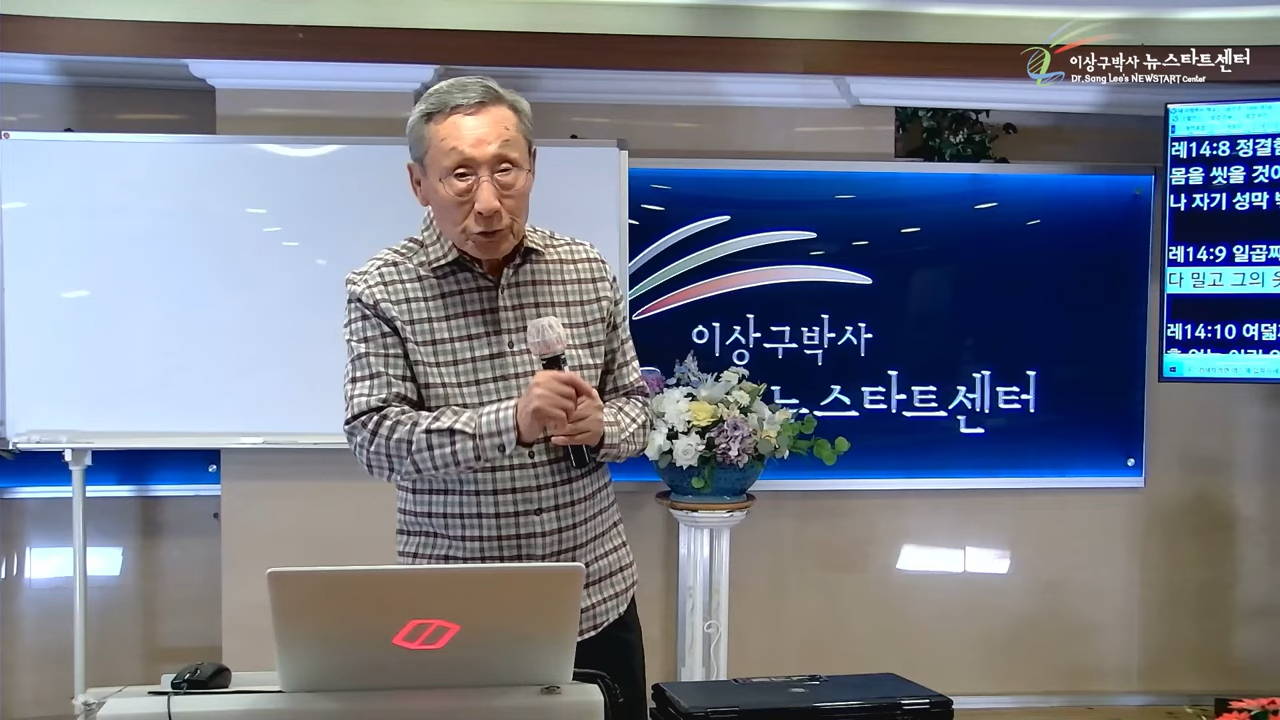 이상구박사 뉴스타트센터
Dr. Sang Lee's NEWSTART Center
레14:8 정결함
몸을 씻을 것이
나 자기 성막
레14:9 일곱째
다 밀고 그의
레14:10 여덟
이상구박사
뉴스타트센터